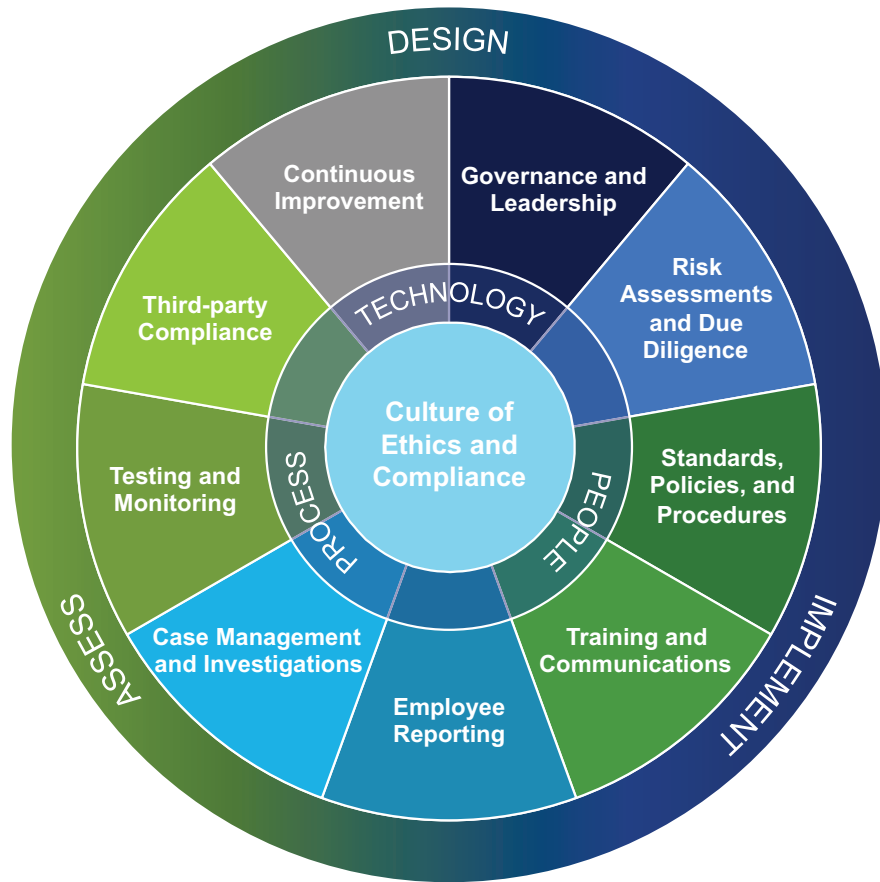 DESIGN
Continuous
Improvement
Governance and
Leadership
Risk
Assessments
and Due
Diligence
Third-party
Compliance
TECHNOLOGY
Culture of
Ethics and
Compliance
Standards,
Policies, and
Procedures
Testing and
Monitoring
PROCESS
PEOPLE
Case Management
and Investigations
Training and
Communications
Employee
Reporting
ASSESS
IMPLEMENT